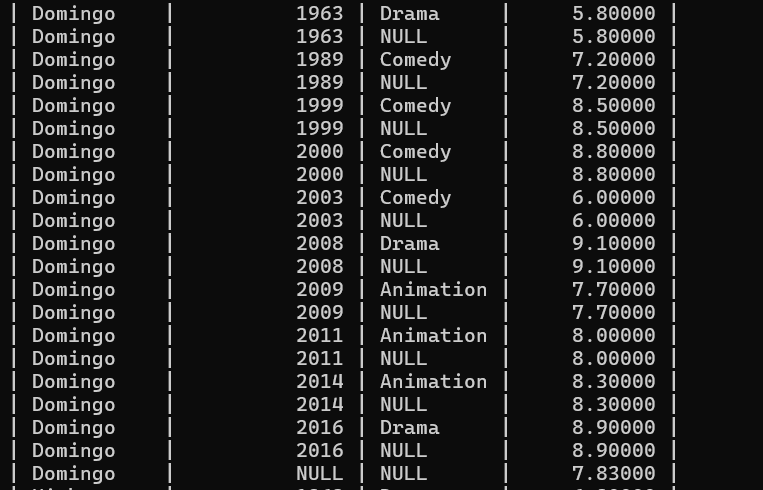 | Domingo | 1963 | Drama | 5.80000 |
| Domingo | 1963 | NULL | 5.80000 |
| Domingo | 1989 | Comedy | 7.20000 |
| Domingo | 1989 | NULL | 7.20000 |
| Domingo | 1999 | Comedy | 8.50000 |
| Domingo | 1999 | NULL | 8.50000 |
| Domingo | 2000 | Comedy | 8.80000 |
| Domingo | 2000 | NULL | 8.80000 |
| Domingo | 2003 | Comedy | 6.00000 |
| Domingo | 2003 | NULL | 6.00000 |
| Domingo | 2008 | Drama | 9.10000 |
| Domingo | 2008 | NULL | 9.10000 |
| Domingo | 2009 | Animation | 7.70000 |
| Domingo | 2009 | NULL | 7.70000 |
| Domingo | 2011 | Animation | 8.00000 |
| Domingo | 2011 | NULL | 8.00000 |
| Domingo | 2014 | Animation | 8.30000 |
| Domingo | 2014 | NULL | 8.30000 |
| Domingo | 2016 | Drama | 8.90000 |
| Domingo | 2016 | NULL | 8.90000 |
| Domingo | NULL | NULL | 7.83000 |